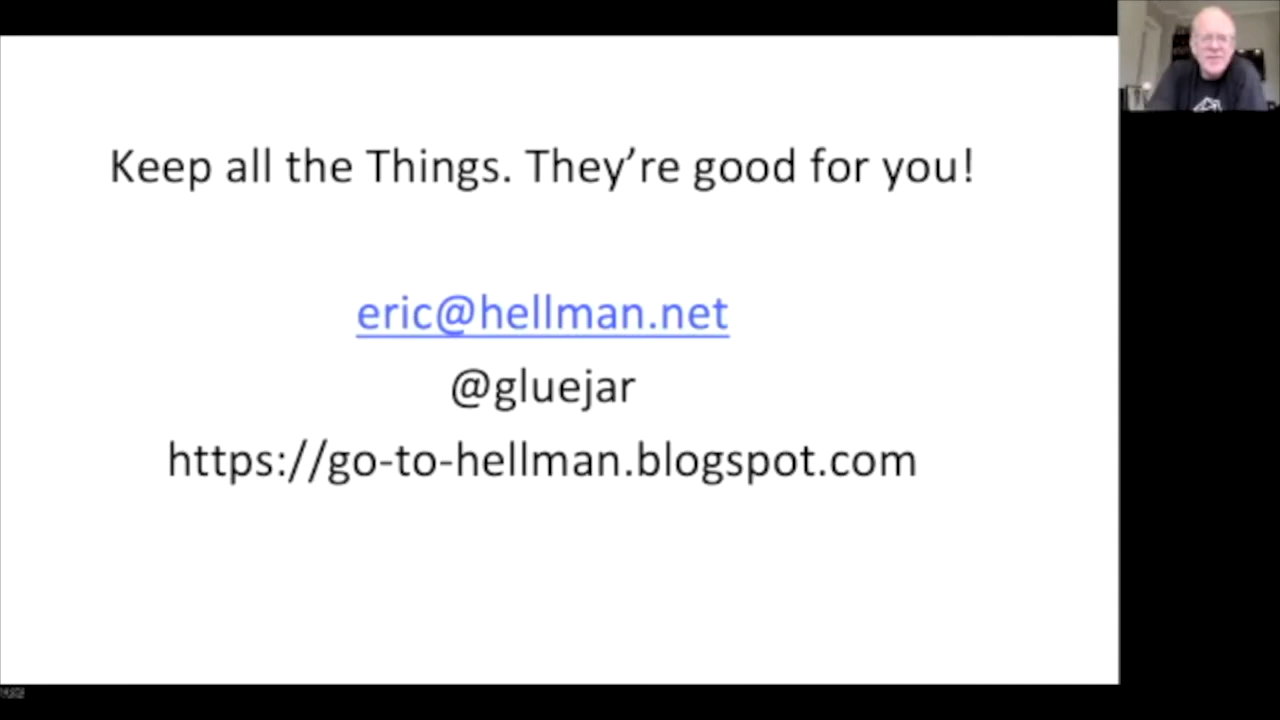 Keep all the Things. They’re good for you!
eric@hellman.net
@gluejar
https://go-to-hellman.blogspot.com